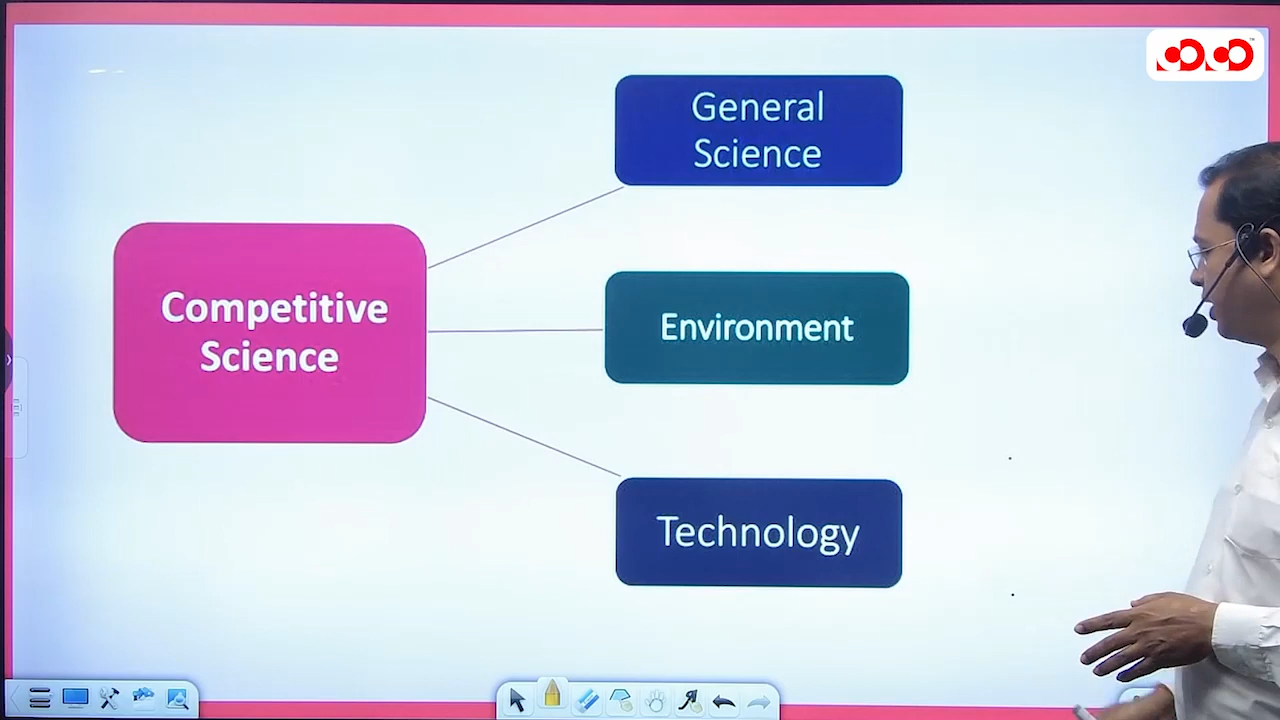 Competitive
Science
General
Science
Environment
Technology